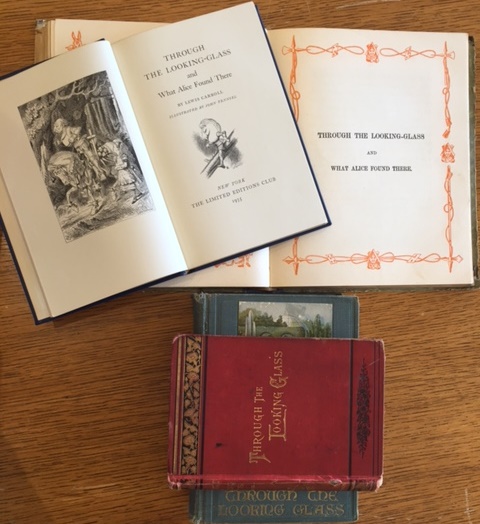 THROUGH
THE LOOKING-GLASS
and
What Alice Found There
BY LEWIS CARROLL
ILLUSTRATED BY JOHN TENNIEL
NEW YORK
THE LIMITED EDITIONS CLUB
1935
THROUGH THE LOOKING-GLASS
AND
WHAT ALICE FOUND THERE.
THROUGH THE
LOOKING GLASS
THROUGH THE
LOOKING GLASS